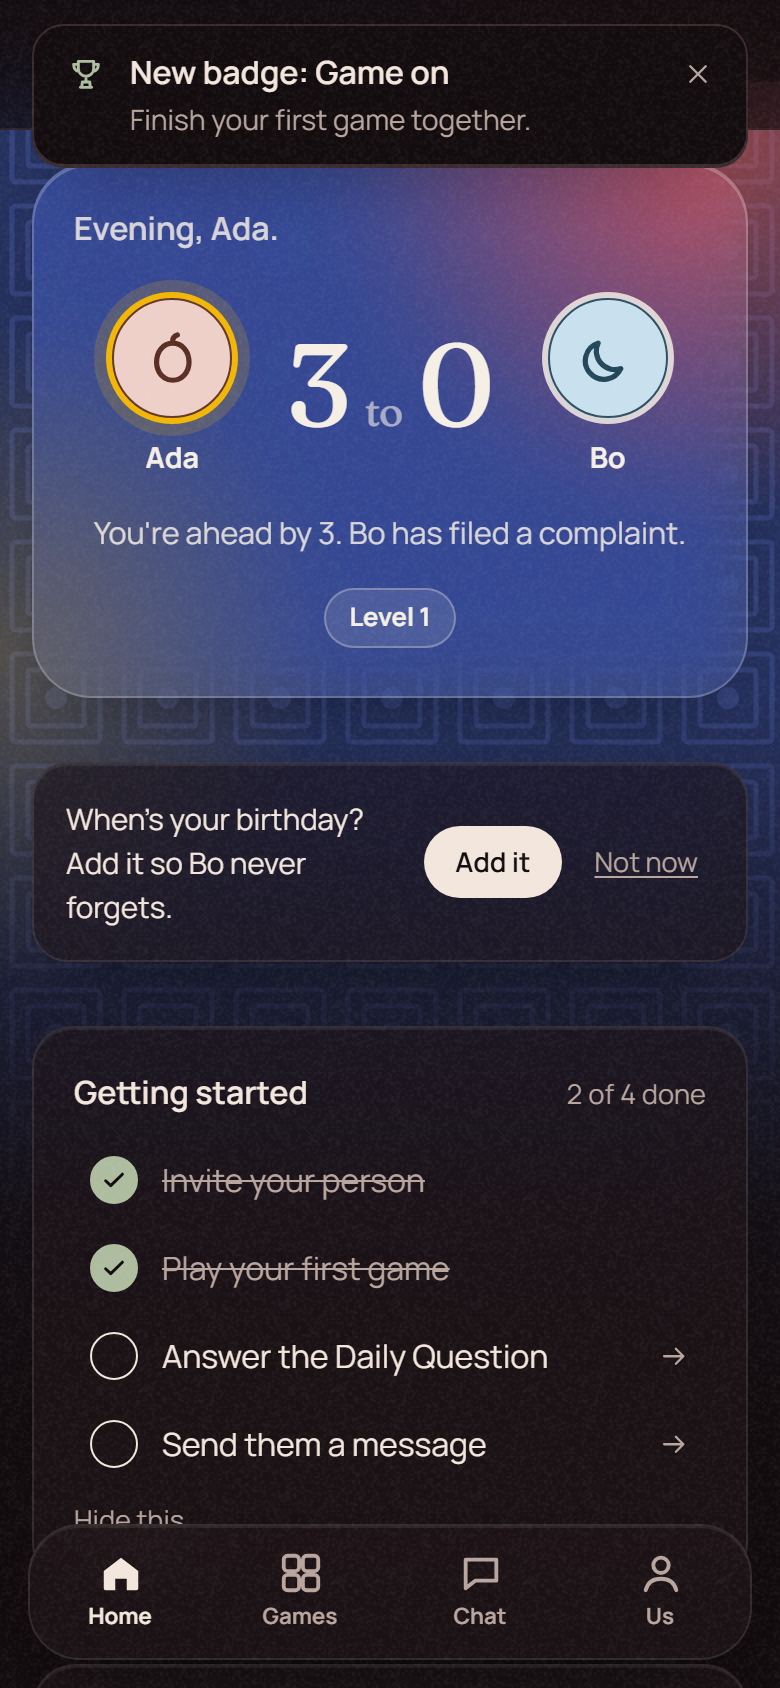 New badge: Game on
Finish your first game together.
Evening, Ada.
3 to 0
Ada
Bo
You're ahead by 3. Bo has filed a complaint.
Level 1
When’s your birthday?
Add it so Bo never
forgets.
Add it
Not now
Getting started
2 of 4 done
Invite your person
Play your first game
Answer the Daily Question
Send them a message
Hide this
Home
Games
Chat
Us